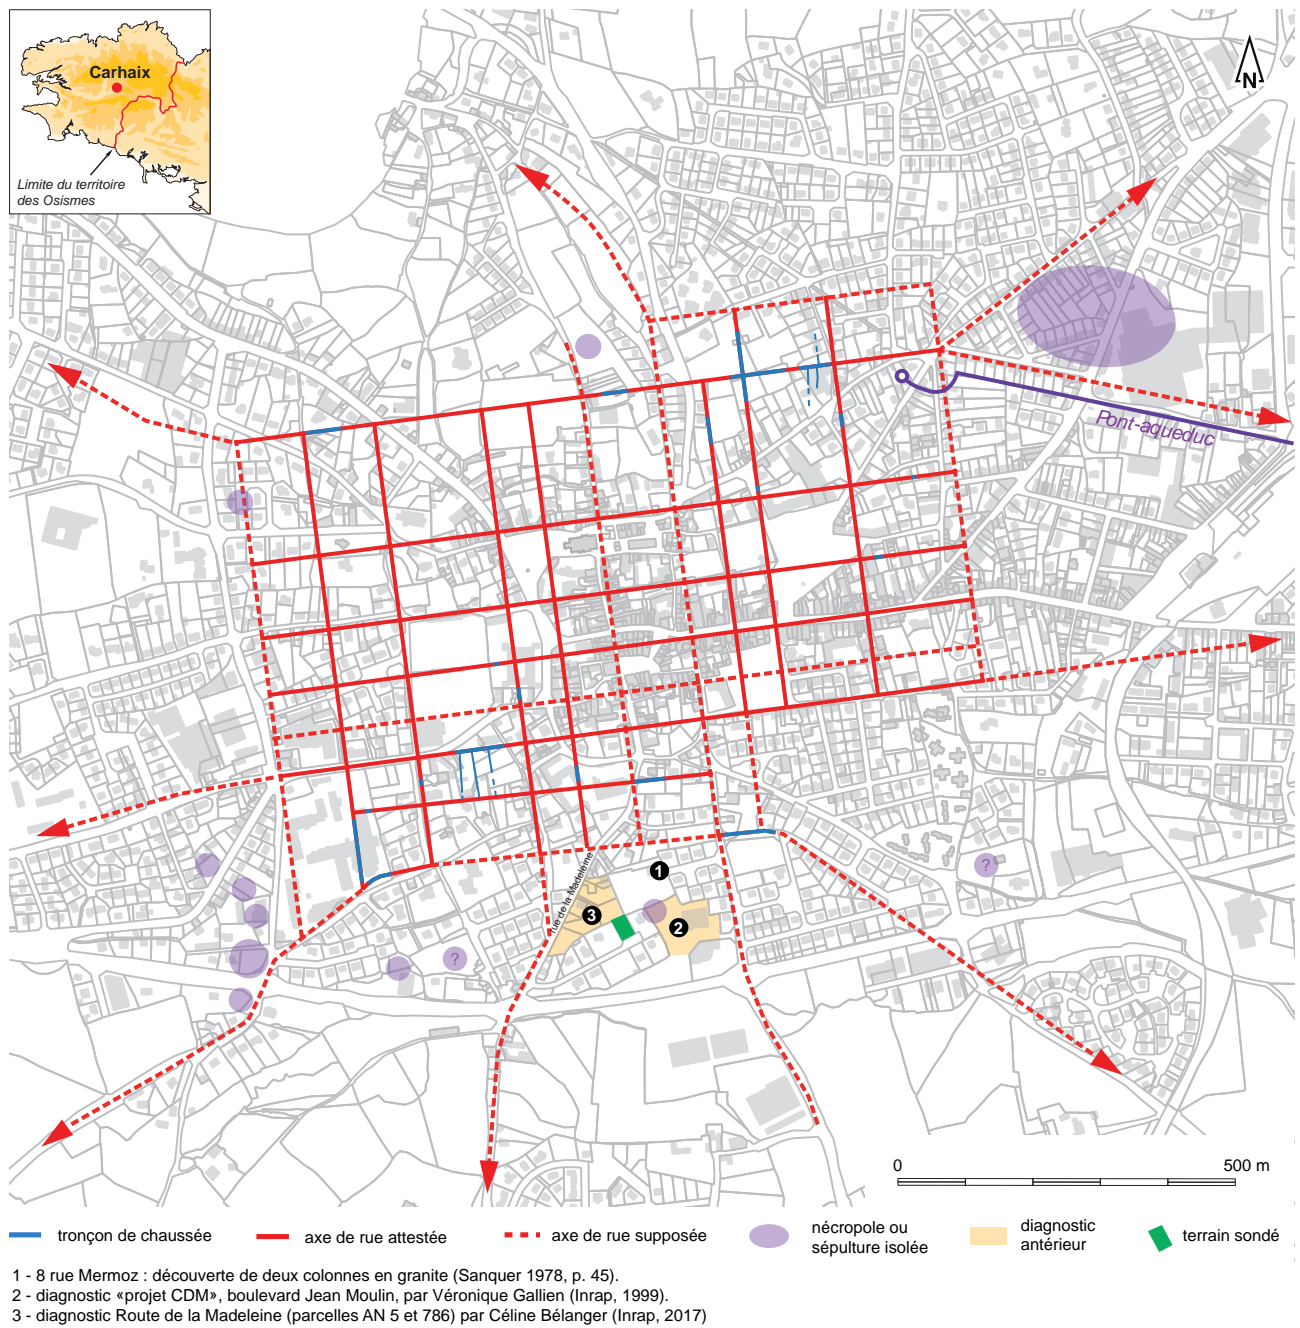 Carhaix
Limite du territoire
des Osismes
N
Pont-aqueduc
rue de la Madeleine
1
2
3
?
?
0
500 m
tronçon de chaussée
axe de rue attestée
axe de rue supposée
nécropole ou
sépulture isolée
diagnostic
antérieur
terrain sondé
1 - 8 rue Mermoz : découverte de deux colonnes en granite (Sanquer 1978, p. 45).
2 - diagnostic «projet CDM», boulevard Jean Moulin, par Véronique Gallien (Inrap, 1999).
3 - diagnostic Route de la Madeleine (parcelles AN 5 et 786) par Céline Bélanger (Inrap, 2017)